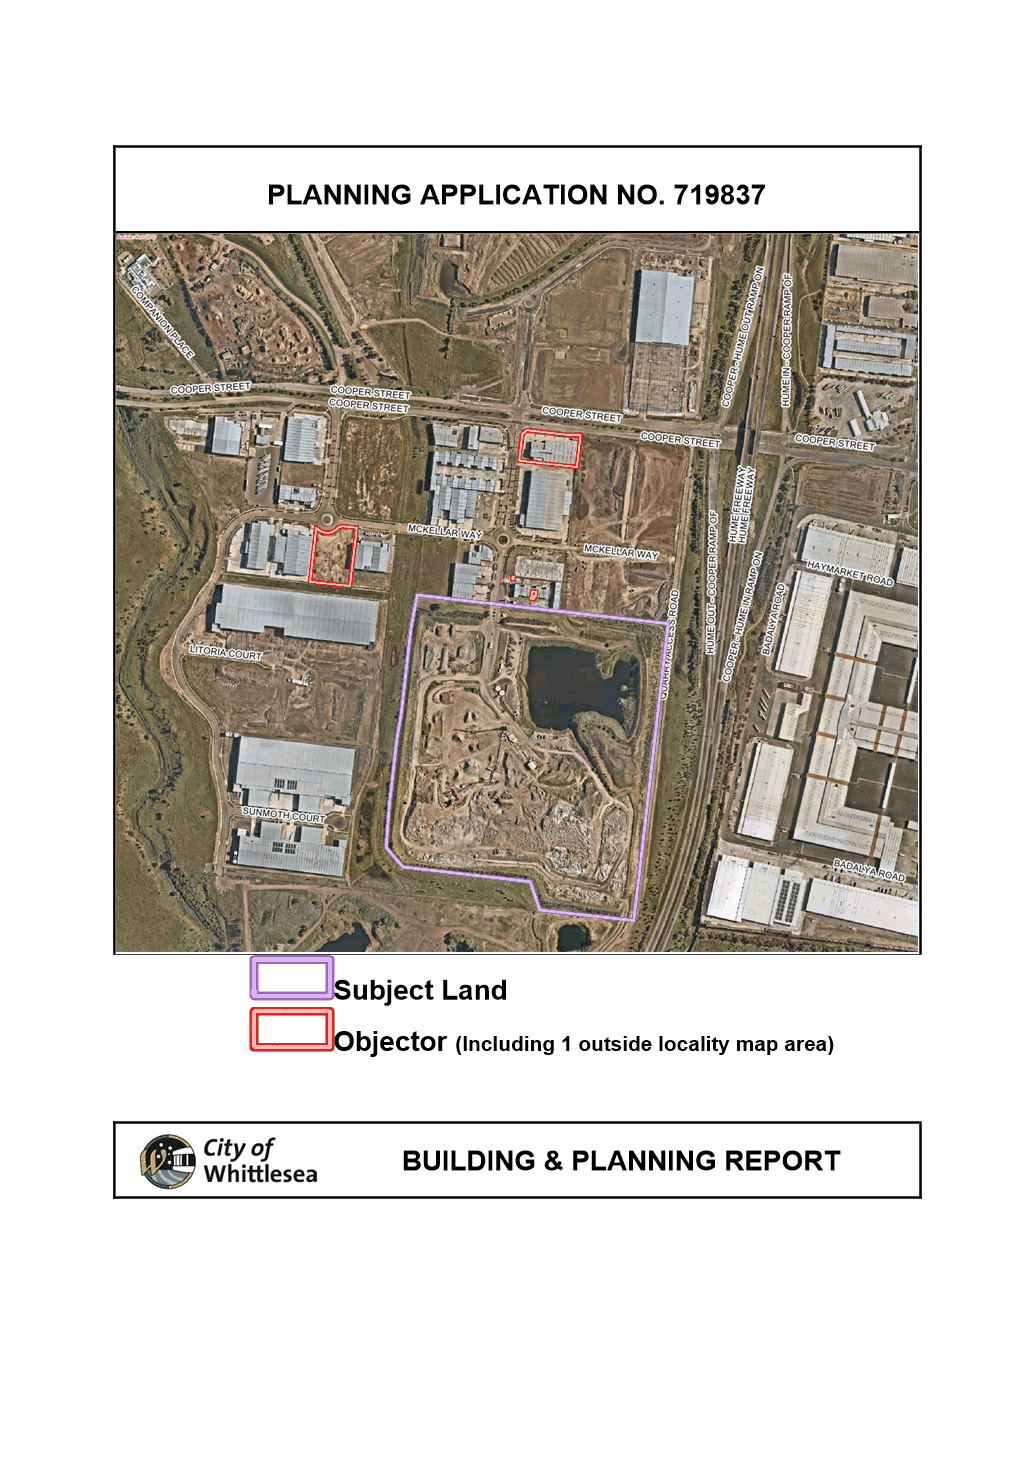 PLANNING APPLICATION NO. 719837
COMPANION PLACE
COOPER STREET
COOPER STREET
COOPER STREET
COOPER STREET
COOPER STREET
COOPER STREET
COOPER - HUME OUT RAMP ON
HUME IN - COOPER RAMP OF
MCKELLAR WAY
MCKELLAR WAY
HUME FREEWAY
HUME FREEWAY
HUME OUT - COOPER RAMP OF
COOPER - HUME IN RAMP ON
HAYMARKET ROAD
BADALYA ROAD
QUARRY ACCESS ROAD
LITORIA COURT
SUNMOTH COURT
BADALYA ROAD
Subject Land
Objector (Including 1 outside locality map area)
City of
Whittlesea
BUILDING & PLANNING REPORT